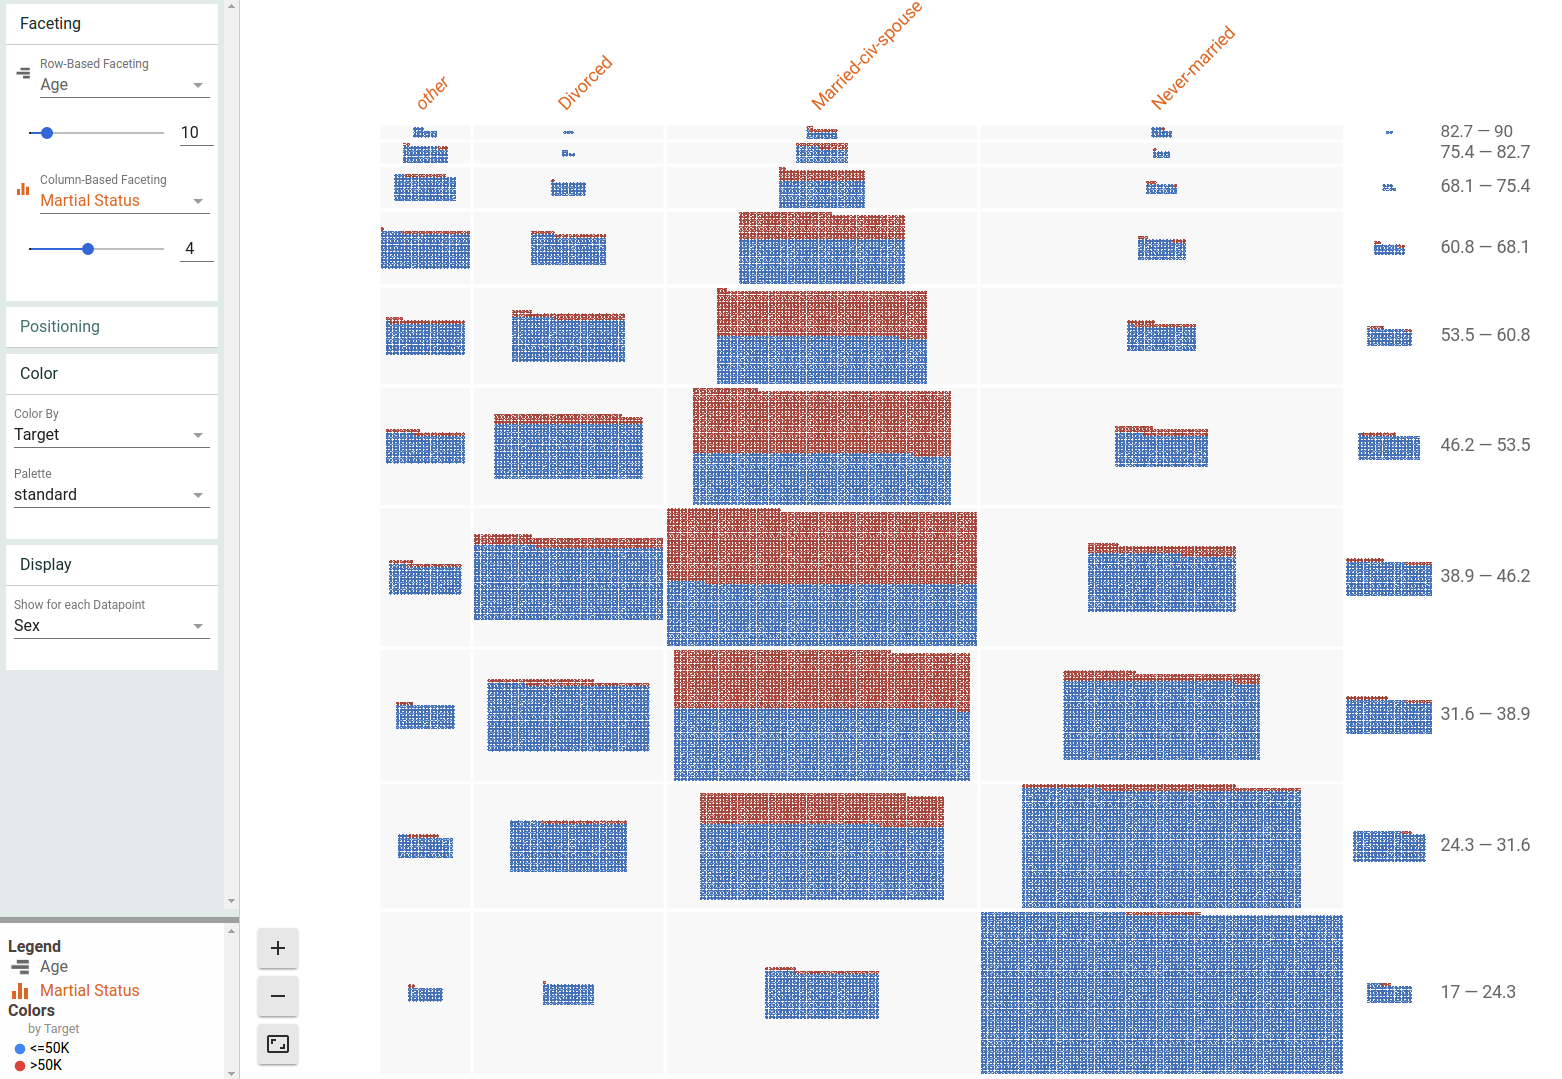 Faceting
Row-Based Faceting
Age
10
Column-Based Faceting
Martial Status
4
Positioning
Color
Color By
Target
Palette
standard
Display
Show for each Datapoint
Sex
Legend
Age
Martial Status
Colors
by Target
<=50K
>50K
+
−
other
Divorced
Married-civ-spouse
Never-married
82.7 — 90
75.4 — 82.7
68.1 — 75.4
60.8 — 68.1
53.5 — 60.8
46.2 — 53.5
38.9 — 46.2
31.6 — 38.9
24.3 — 31.6
17 — 24.3